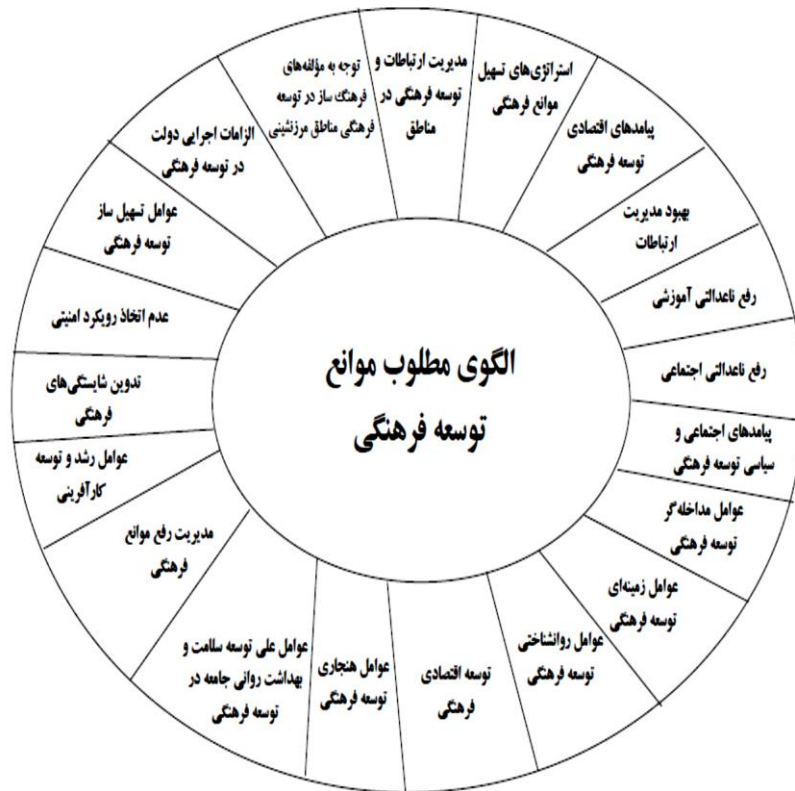 الگوی مطلوب موانع
توسعه فرهنگی
مدیریت ارتباطات و
توسعه فرهنگی در
مناطق
استراتژی‌های تسهیل
موانع فرهنگی
پیامدهای اقتصادی
توسعه فرهنگی
بهبود مدیریت
ارتباطات
رفع ناعدالتی آموزشی
رفع ناعدالتی اجتماعی
پیامدهای اجتماعی و
سیاسی توسعه فرهنگی
عوامل مداخله‌گر
توسعه فرهنگی
عوامل زمینه‌ای
توسعه فرهنگی
عوامل روانشناختی
توسعه فرهنگی
توسعه اقتصادی
فرهنگی
عوامل هنجاری
توسعه فرهنگی
عوامل علی توسعه سلامت و
بهداشت روانی جامعه در
توسعه فرهنگی
مدیریت رفع موانع
فرهنگی
عوامل رشد و توسعه
کارآفرینی
تدوین شایستگی‌های
فرهنگی
عدم اتخاذ رویکرد امنیتی
عوامل تسهیل ساز
توسعه فرهنگی
الزامات اجرایی دولت
در توسعه فرهنگی
توجه به مؤلفه‌های
فرهنگ ساز در توسعه
فرهنگی مناطق مرزنشینی